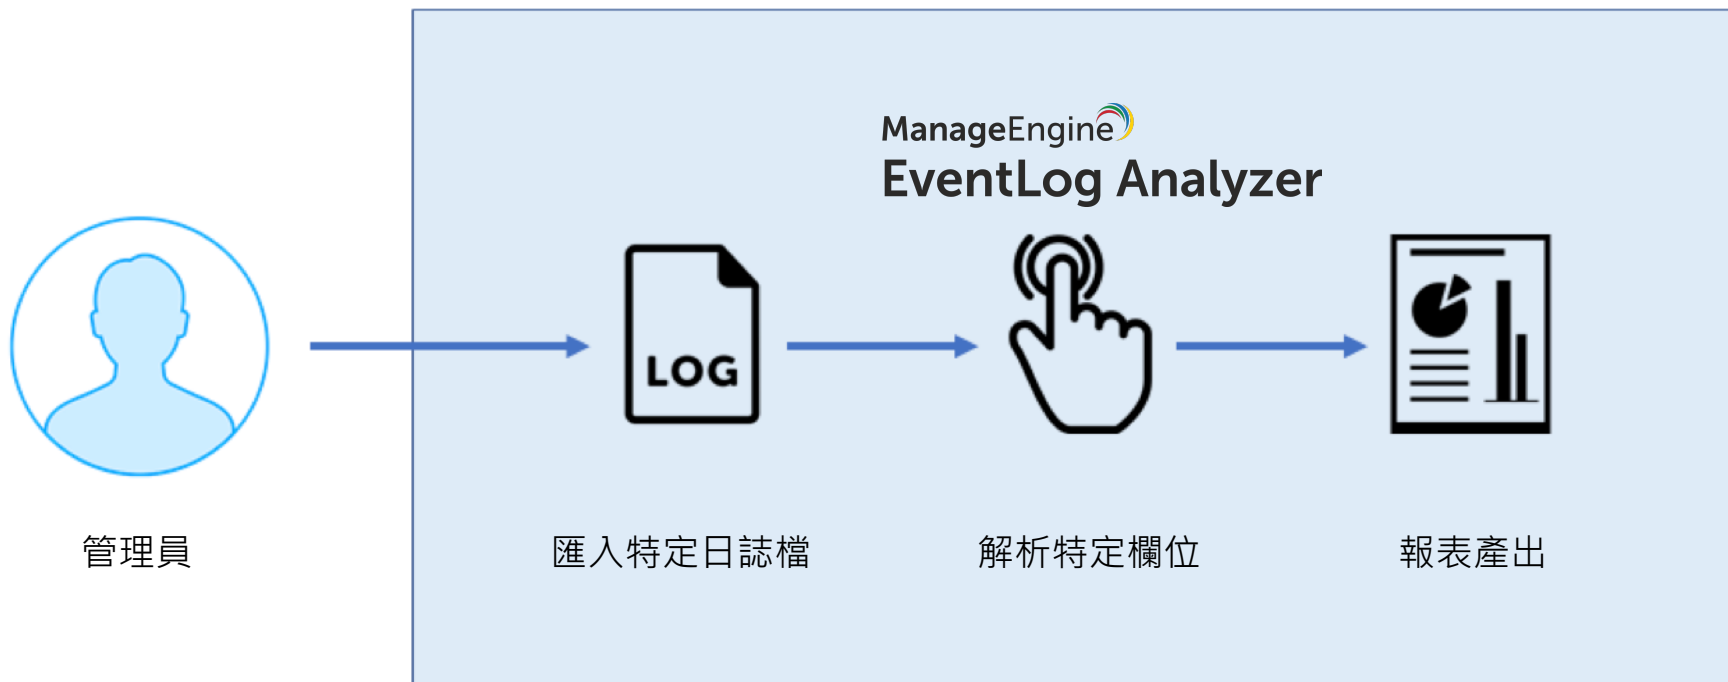 ManageEngine
EventLog Analyzer
LOG
管理員
匯入特定日誌檔
解析特定欄位
報表產出